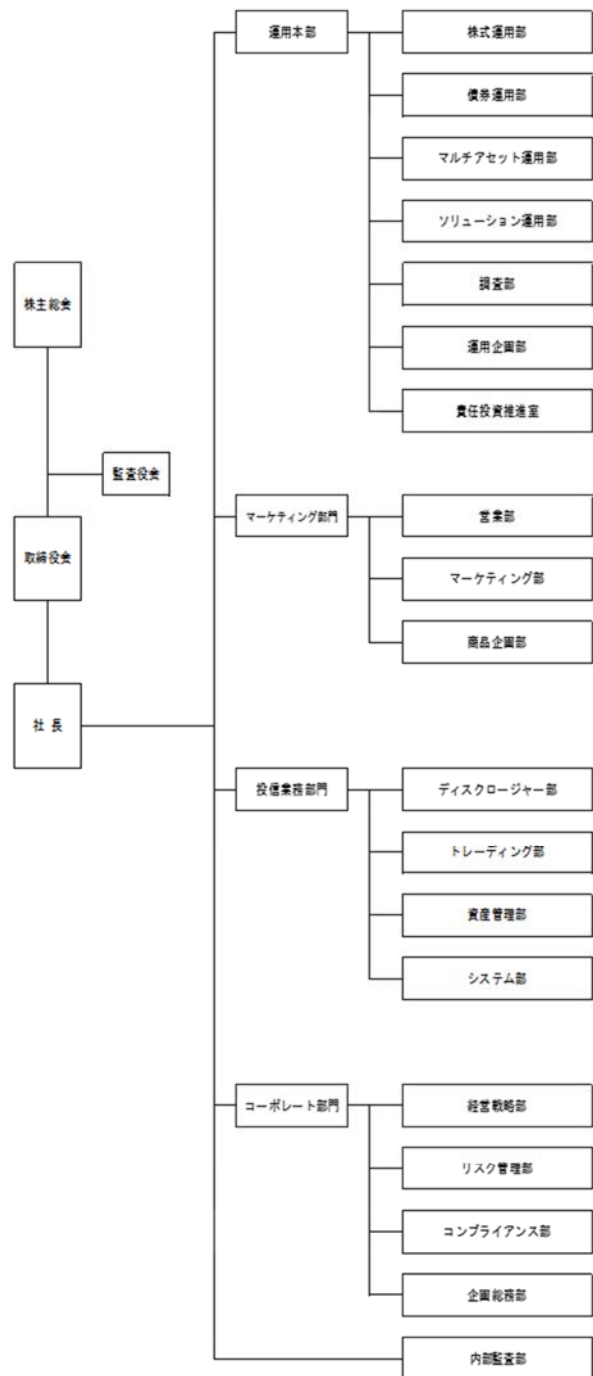 株主総会
監査役会
取締役会
社 長
運用本部
株式運用部
債券運用部
マルチアセット運用部
ソリューション運用部
調査部
運用企画部
責任投資推進室
マーケティング部門
営業部
マーケティング部
商品企画部
投信業務部門
ディスクロージャー部
トレーディング部
資産管理部
システム部
コーポレート部門
経営戦略部
リスク管理部
コンプライアンス部
企画総務部
内部監査部